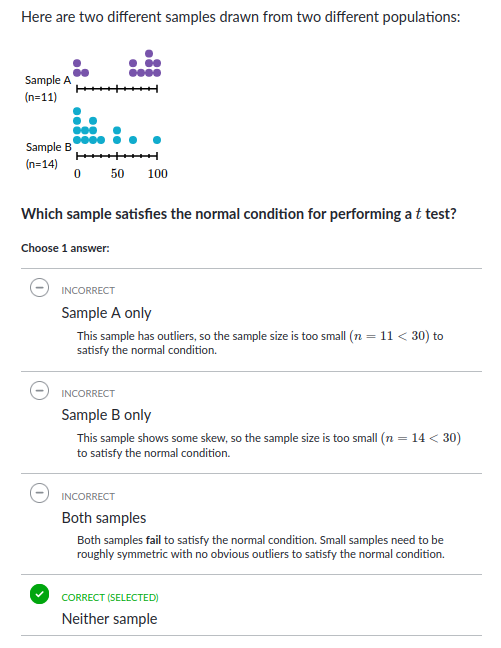 Here are two different samples drawn from two different populations:
Sample A
(n=11)
Sample B
(n=14)
0 50 100
Which sample satisfies the normal condition for performing a t test?
Choose 1 answer:
INCORRECT
Sample A only
This sample has outliers, so the sample size is too small (n = 11 < 30) to
satisfy the normal condition.
INCORRECT
Sample B only
This sample shows some skew, so the sample size is too small (n = 14 < 30)
to satisfy the normal condition.
INCORRECT
Both samples
Both samples fail to satisfy the normal condition. Small samples need to be
roughly symmetric with no obvious outliers to satisfy the normal condition.
CORRECT (SELECTED)
Neither sample